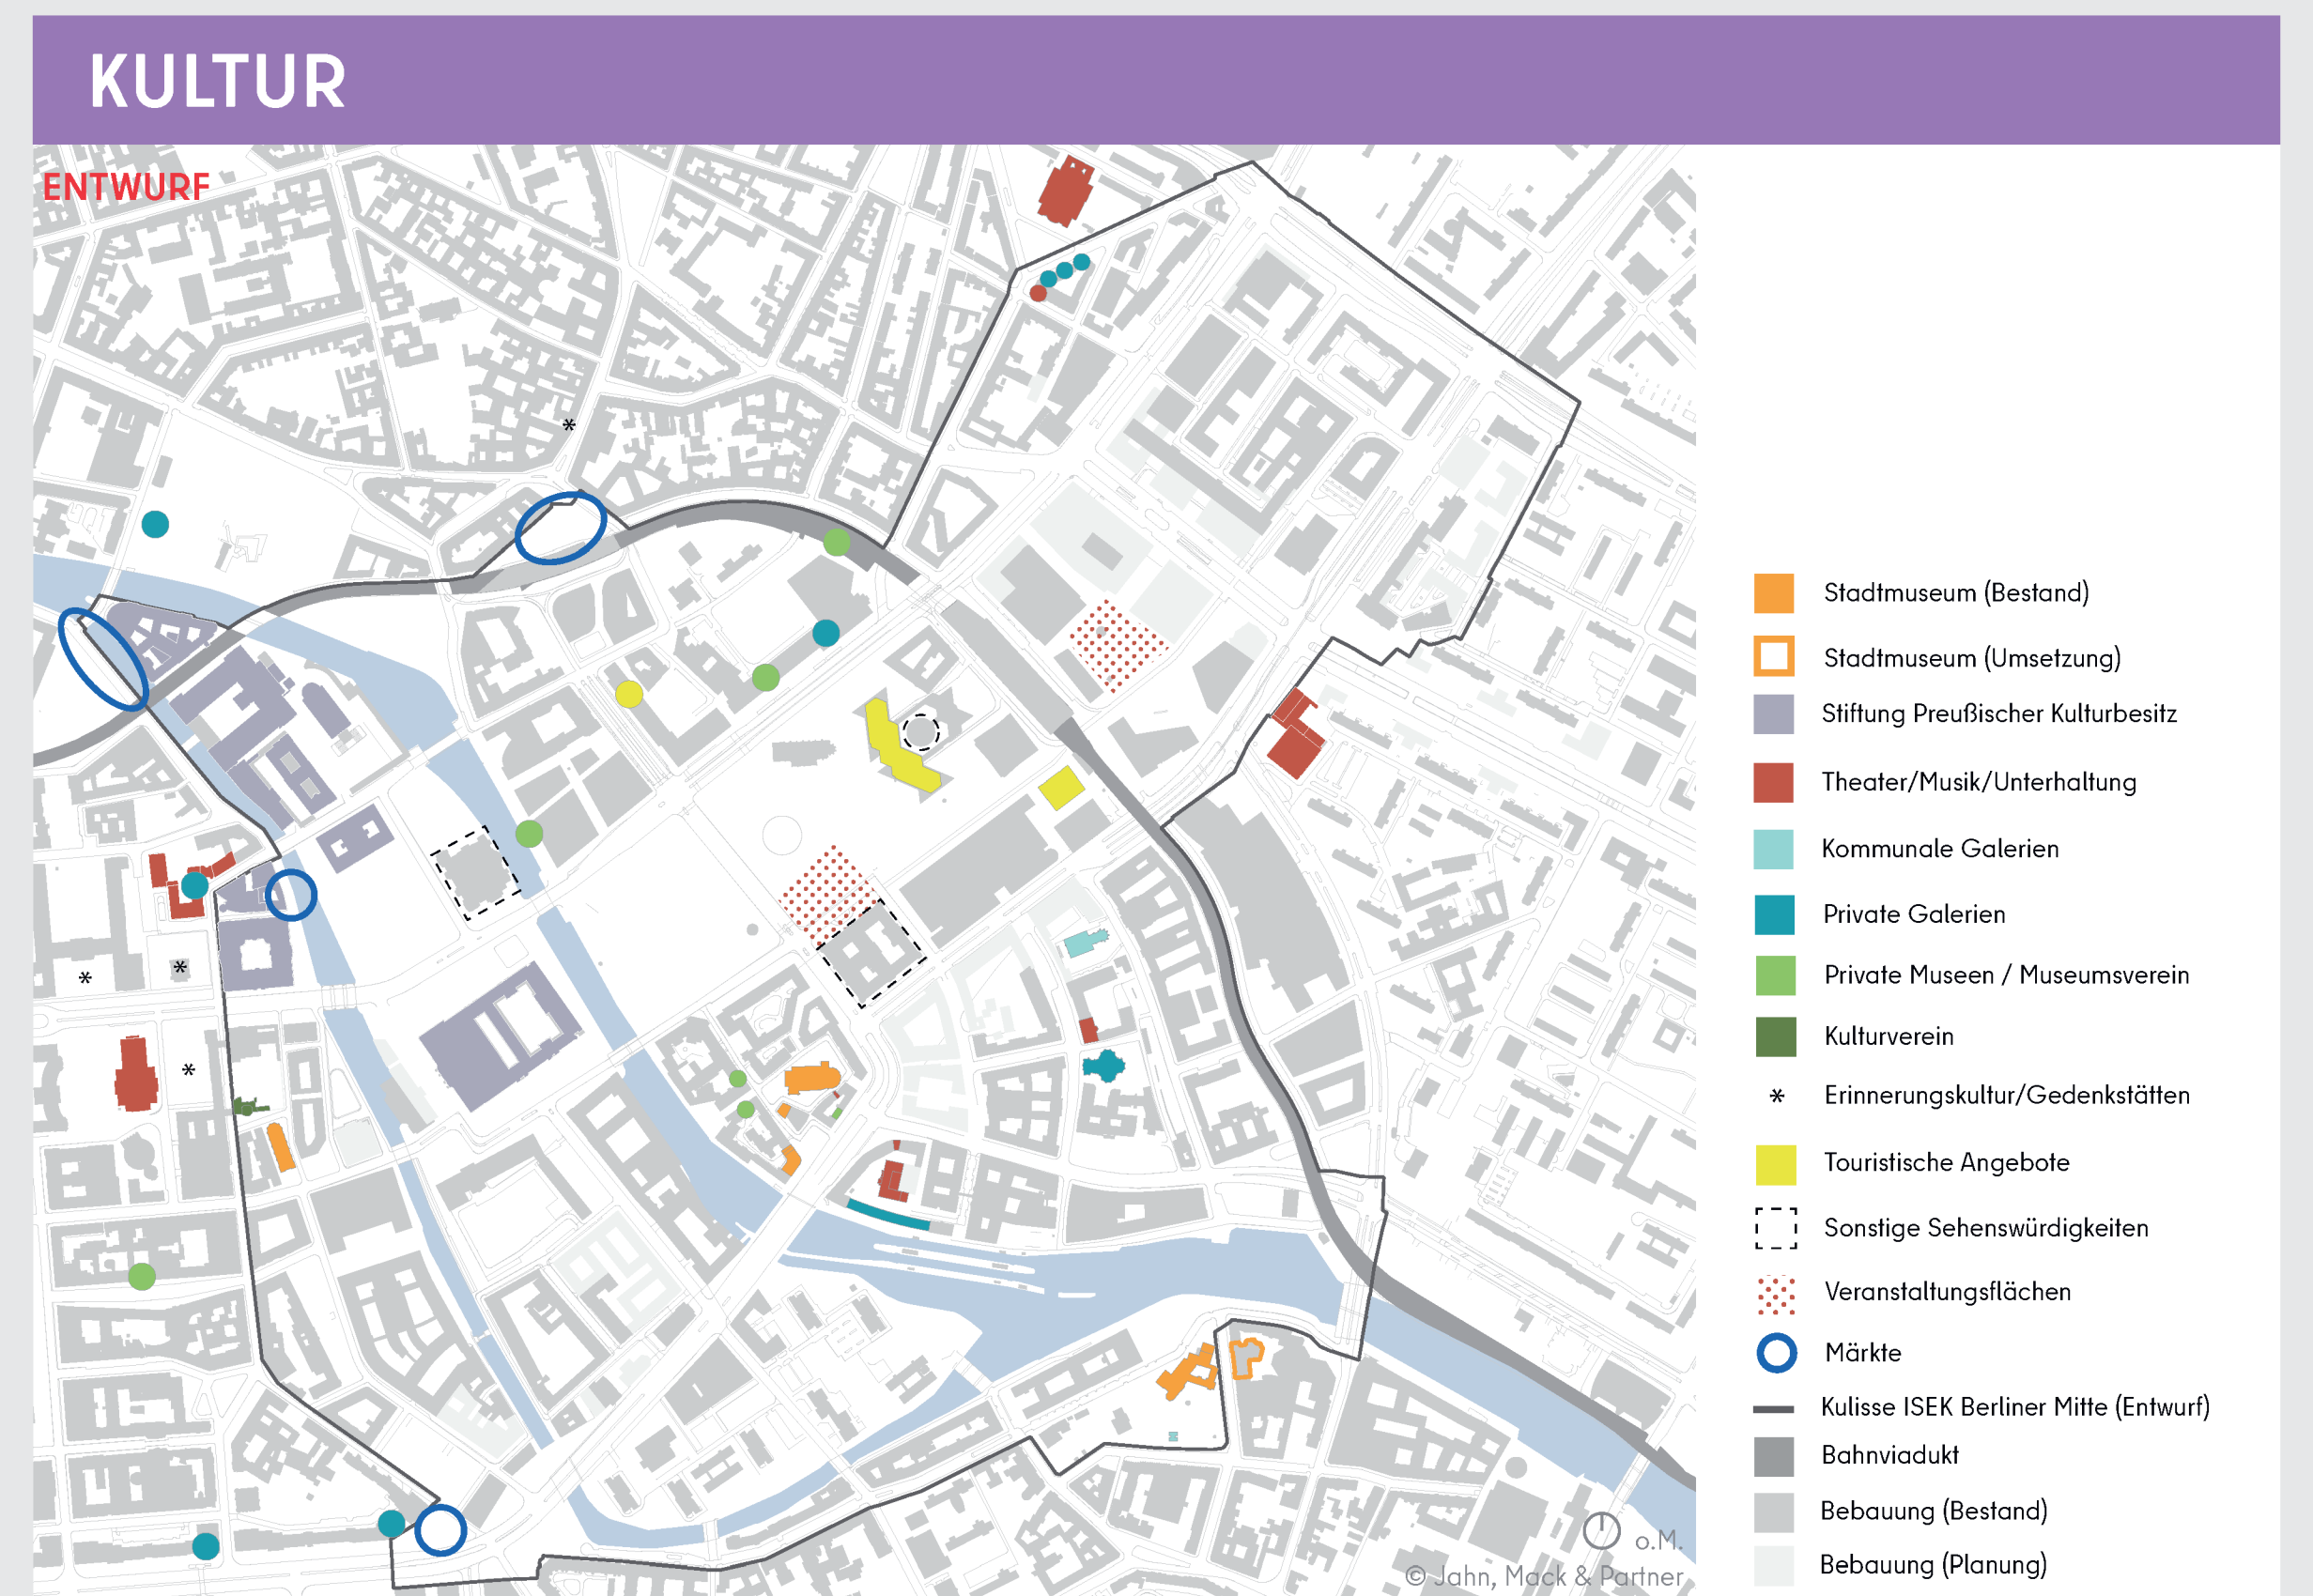 KULTUR
ENTWURF
Stadtmuseum (Bestand)
Stadtmuseum (Umsetzung)
Stiftung Preußischer Kulturbesitz
Theater/Musik/Unterhaltung
Kommunale Galerien
Private Galerien
Private Museen / Museumsverein
Kulturverein
* Erinnerungskultur/Gedenkstätten
Touristische Angebote
Sonstige Sehenswürdigkeiten
Veranstaltungsflächen
Märkte
Kulisse ISEK Berliner Mitte (Entwurf)
Bahnviadukt
Bebauung (Bestand)
Bebauung (Planung)
o.M.
© Jahn, Mack & Partner